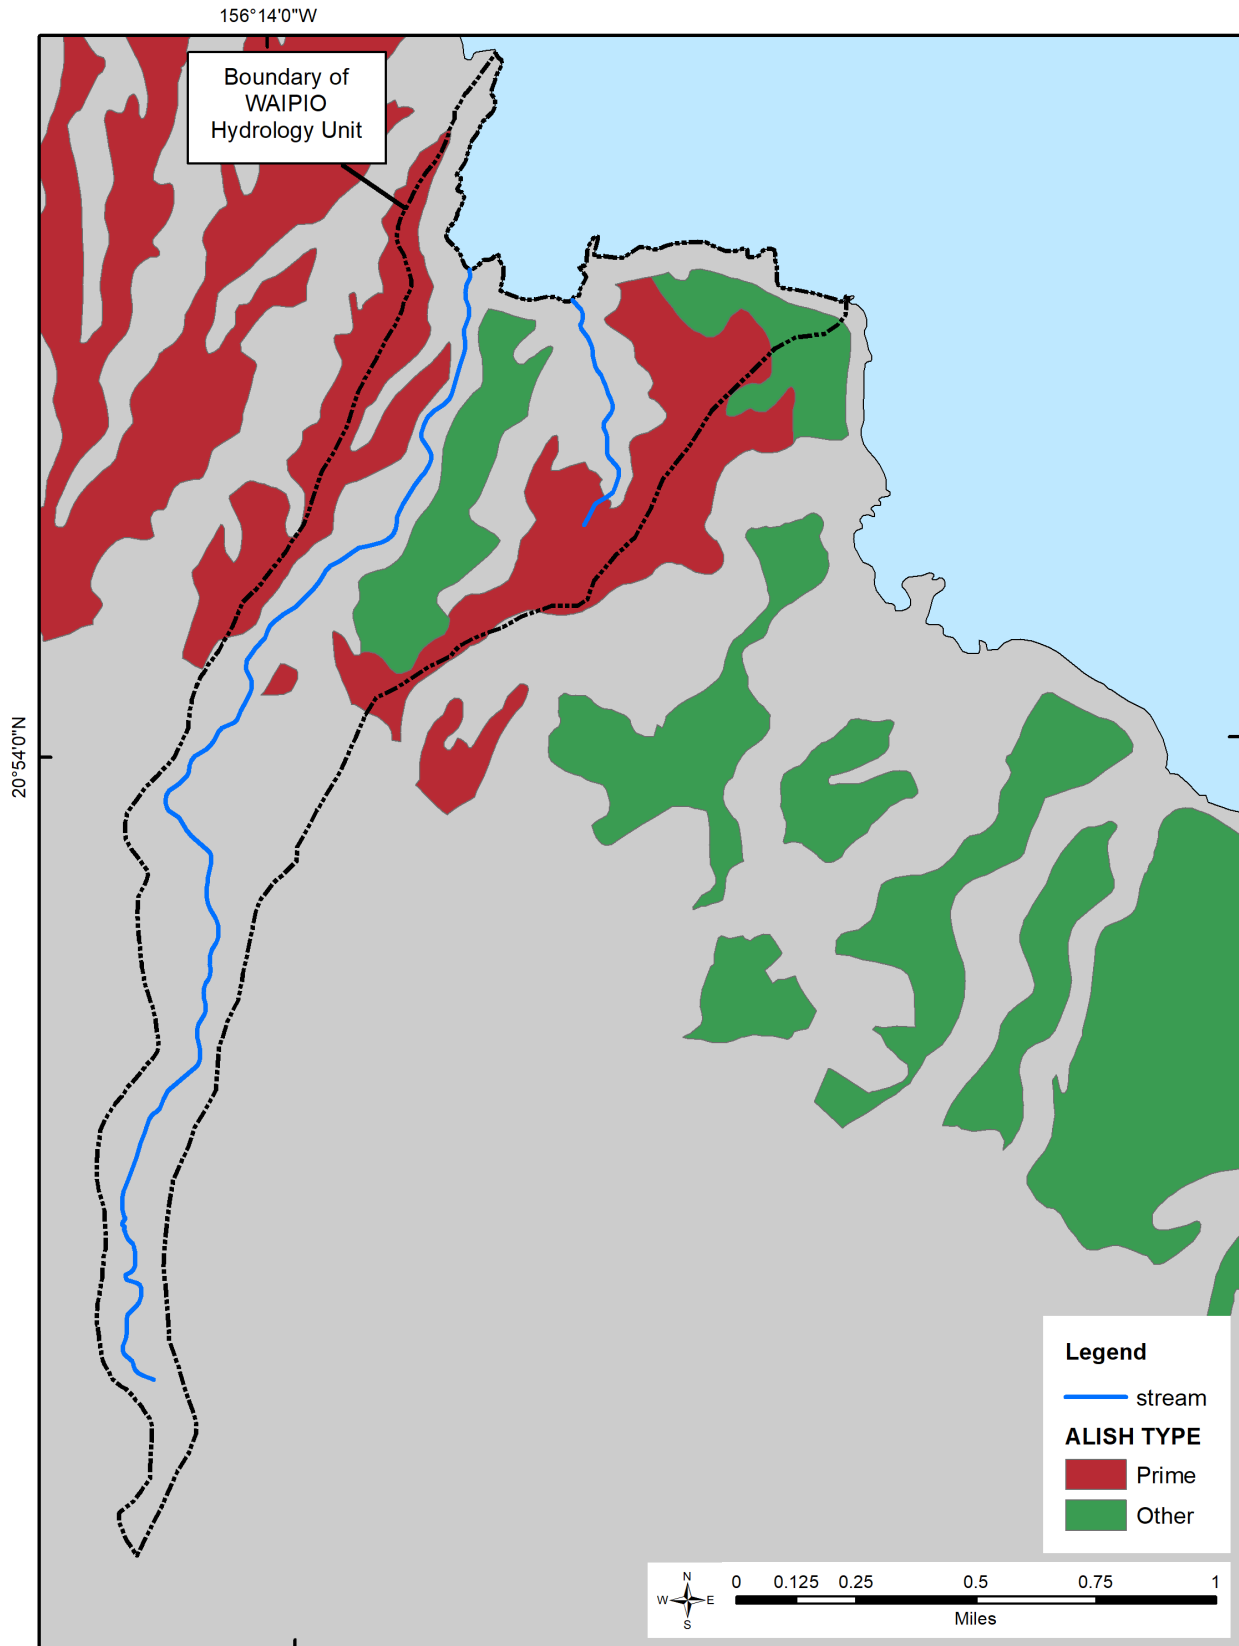 156°14'0"W
Boundary of
WAIPIO
Hydrology Unit
20°54'0"N
Legend
stream
ALISH TYPE
Prime
Other
N
W E
S
0 0.125 0.25 0.5 0.75 1
Miles